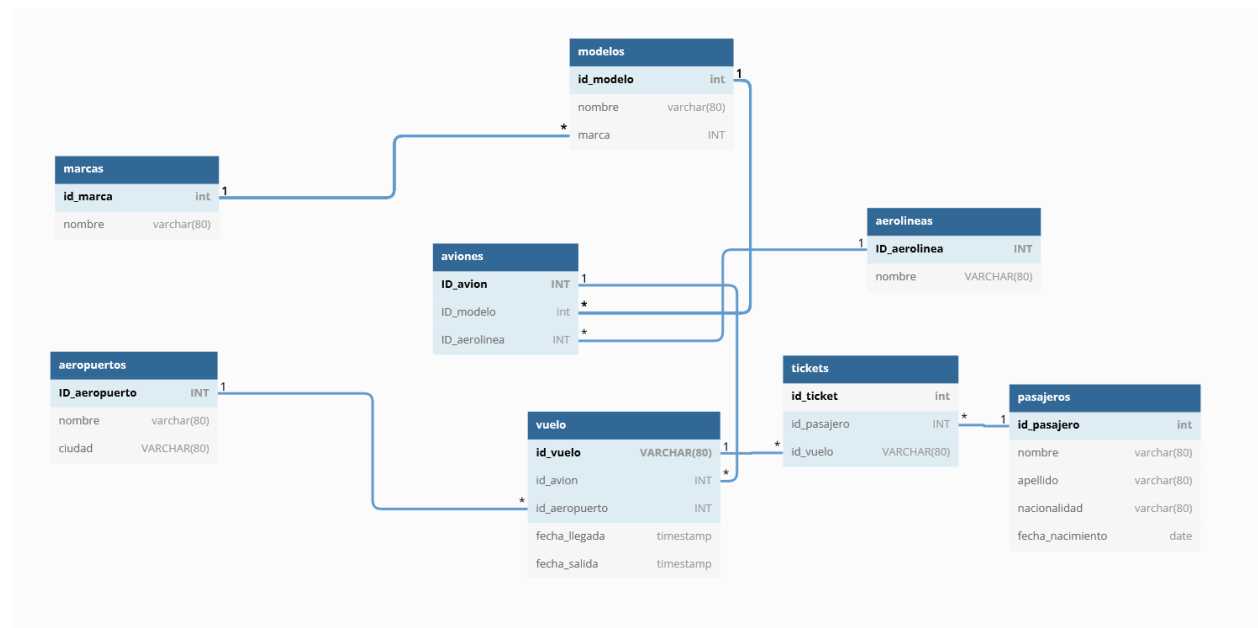 modelos
id_modelo int
nombre varchar(80)
marca INT
1
*
marcas
id_marca int
nombre varchar(80)
1
aerolineas
ID_aerolinea INT
nombre VARCHAR(80)
1
aviones
ID_avion INT
ID_modelo int
ID_aerolinea INT
1
*
*
aeropuertos
ID_aeropuerto INT
nombre varchar(80)
ciudad VARCHAR(80)
1
tickets
id_ticket int
id_pasajero INT
id_vuelo VARCHAR(80)
*
*
pasajeros
id_pasajero int
nombre varchar(80)
apellido varchar(80)
nacionalidad varchar(80)
fecha_nacimiento date
1
vuelo
id_vuelo VARCHAR(80)
id_avion INT
id_aeropuerto INT
fecha_llegada timestamp
fecha_salida timestamp
1
*
*